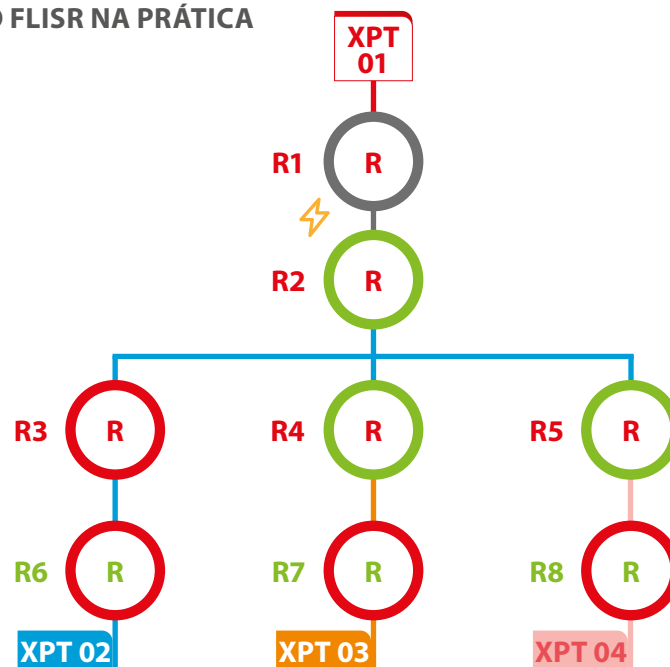 FLISR NA PRÁTICA
XPT
01
R1 R
R2 R
R3 R R4 R R5 R
R6 R R7 R R8 R
XPT 02 XPT 03 XPT 04